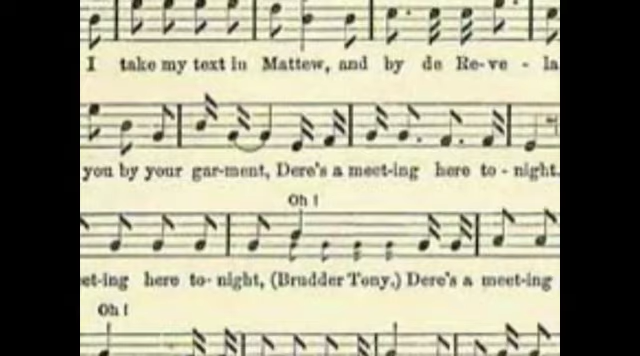 I take my text in Mattew, and by de Re-ve - la
you by your gar-ment, Dere's a meet-ing here to - night.
Oh !
et-ing here to- night, (Brudder Tony,) Dere's a meet-ing
Oh !